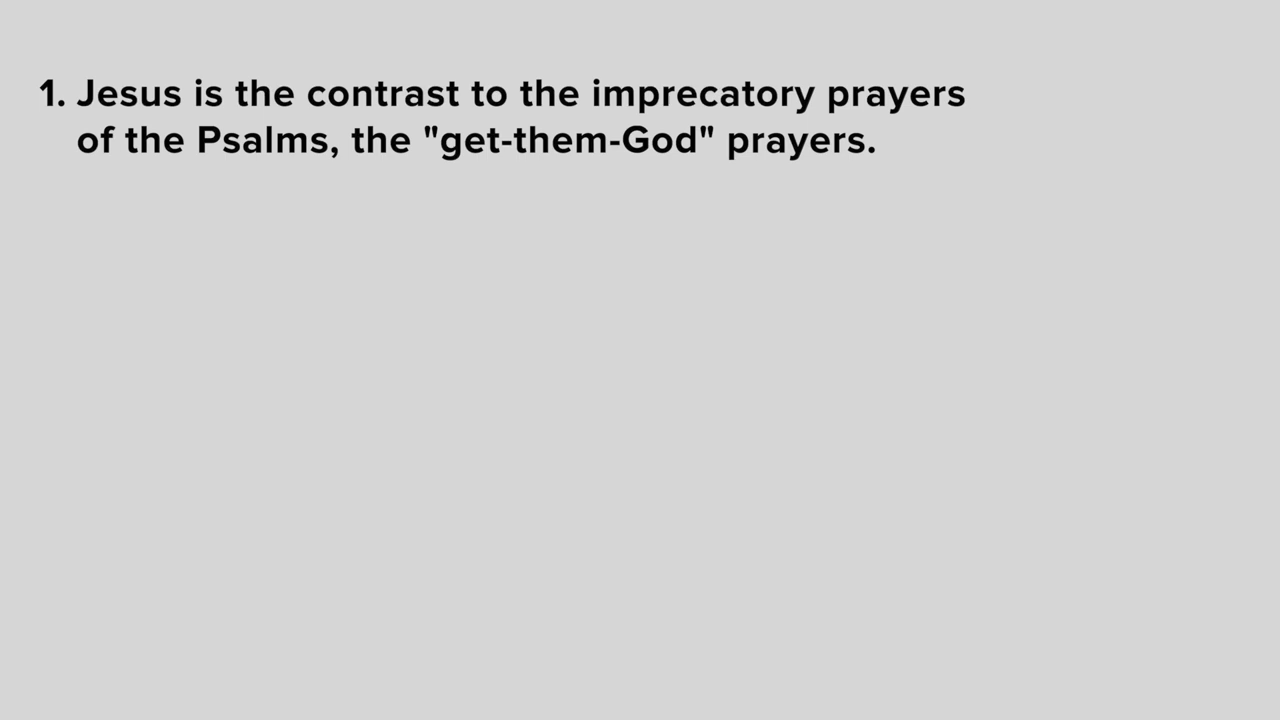 1. Jesus is the contrast to the imprecatory prayers
of the Psalms, the "get-them-God" prayers.